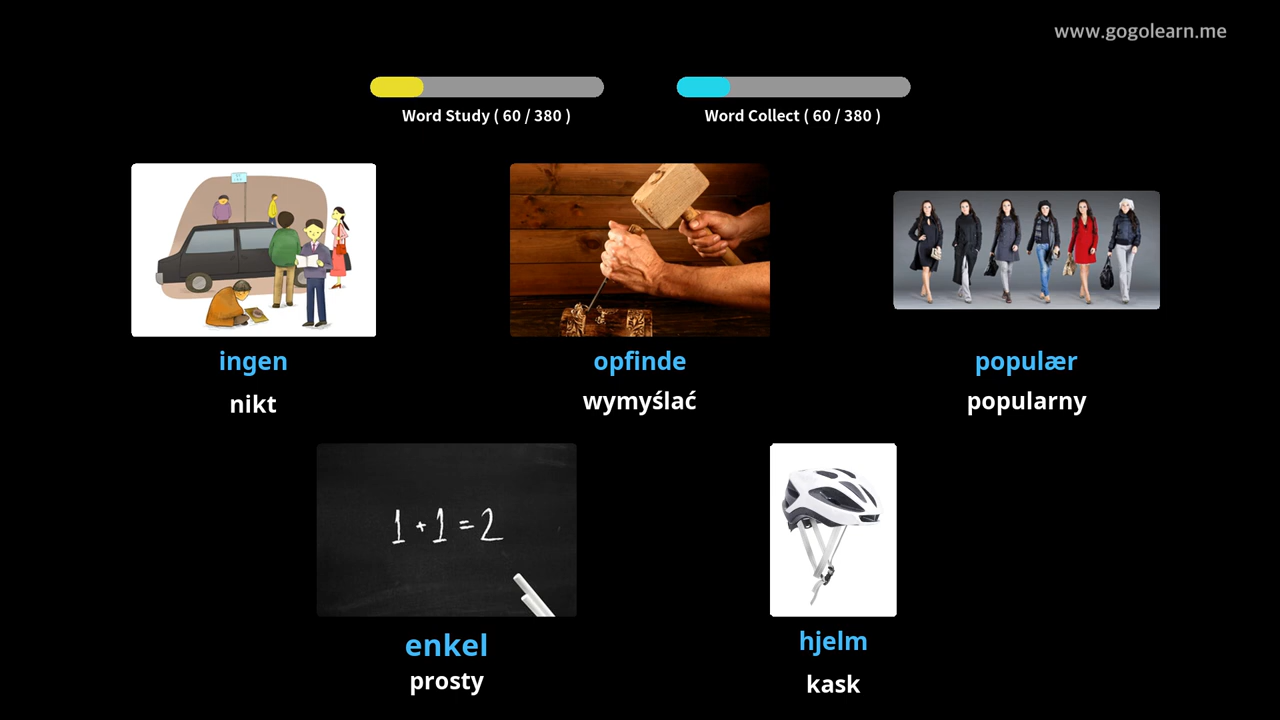 www.gogolearn.me
Word Study ( 60 / 380 )
Word Collect ( 60 / 380 )
ingen
nikt
opfinde
wymyślać
populær
popularny
1 + 1 = 2
enkel
prosty
hjelm
kask